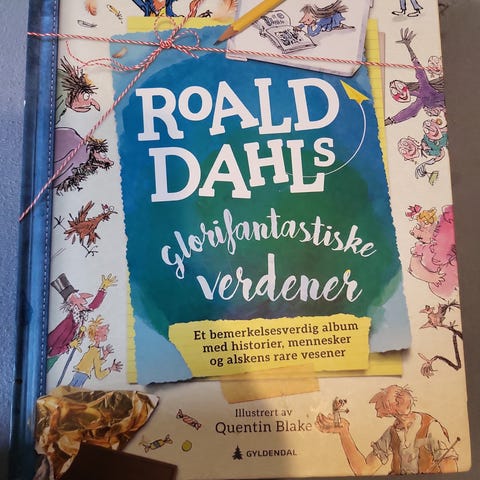 ROALD
DAHLS
glorifantastiske
verdener
Et bemerkelsesverdig album
med historier, mennesker
og alskens rare vesener
Illustrert av
Quentin Blake
GYLDENDAL